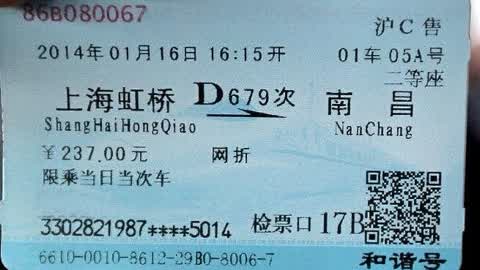 86B080067 沪C售
2014年01月16日16:15开 01车05A号
二等座
上海虹桥 D679次 南昌
ShangHaiHongQiao NanChang
¥237.00元 网折
限乘当日当次车
3302821987****5014 检票口17B
6610-0010-8612-29B0-8006-7 和谐号